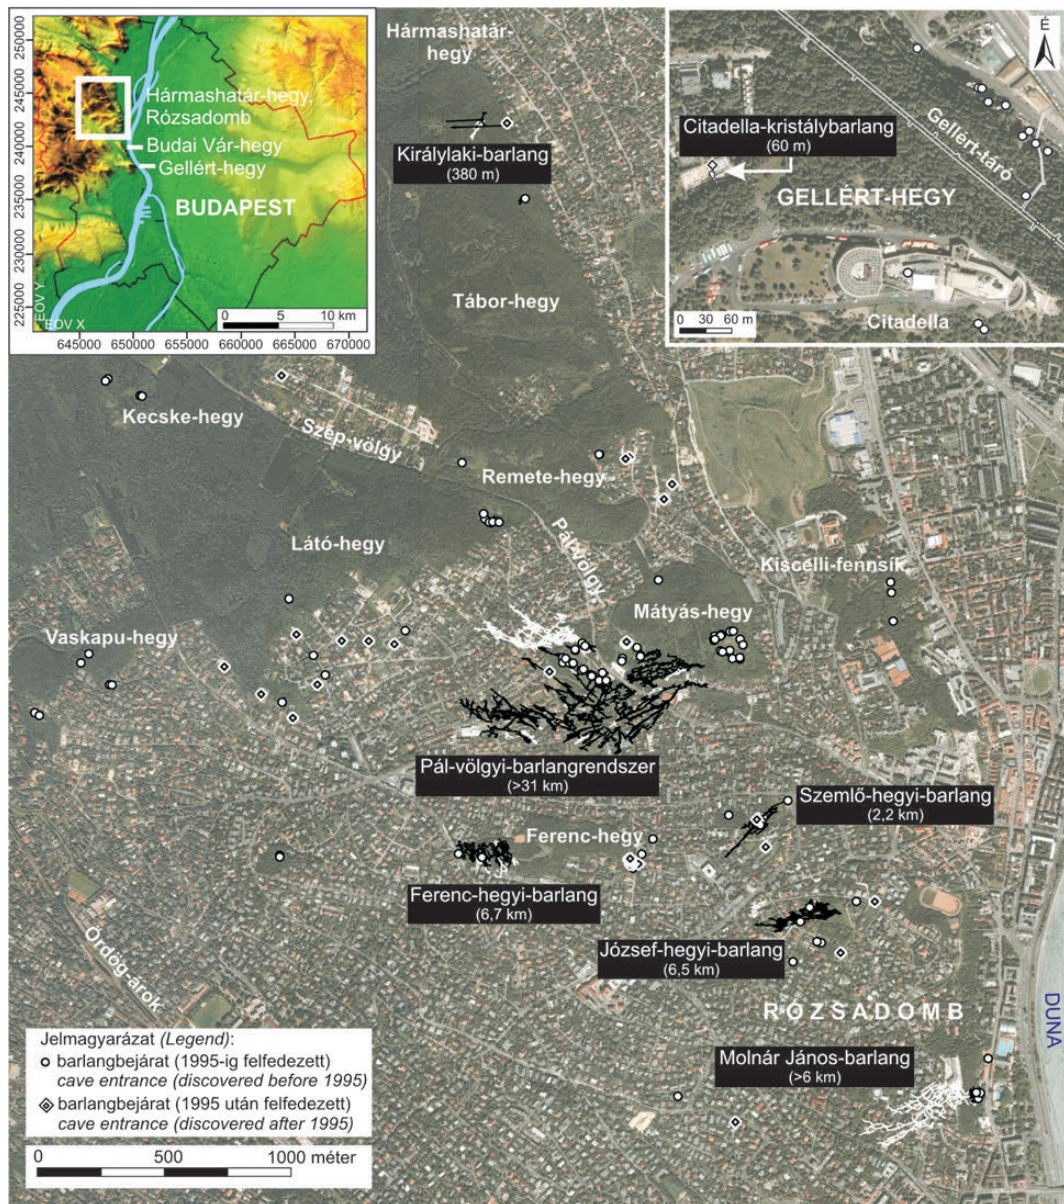 250000
245000
240000
235000
230000
225000
EOV Y
EOV X
645000 650000 655000 660000 665000 670000
Hármashatár-hegy,
Rózsadomb
Budai Vár-hegy
Gellért-hegy
BUDAPEST
0 5 10 km
Hármashatár-
hegy
Királylaki-barlang
(380 m)
Tábor-hegy
É
Citadella-kristálybarlang
(60 m)
Gellért-táró
GELLÉRT-HEGY
Citadella
0 30 60 m
Kecske-hegy
Szép-völgy
Remete-hegy
Látó-hegy
Pál-völgy
Kiscelli-fennsík
Mátyás-hegy
Vaskapu-hegy
Pál-völgyi-barlangrendszer
(>31 km)
Szemlő-hegyi-barlang
(2,2 km)
Ferenc-hegy
Ferenc-hegyi-barlang
(6,7 km)
József-hegyi-barlang
(6,5 km)
Ördög-árok
RÓZSADOMB
DUNA
Molnár János-barlang
(>6 km)
Jelmagyarázat (Legend):
barlangbejárat (1995-ig felfedezett)
cave entrance (discovered before 1995)
barlangbejárat (1995 után felfedezett)
cave entrance (discovered after 1995)
0 500 1000 méter